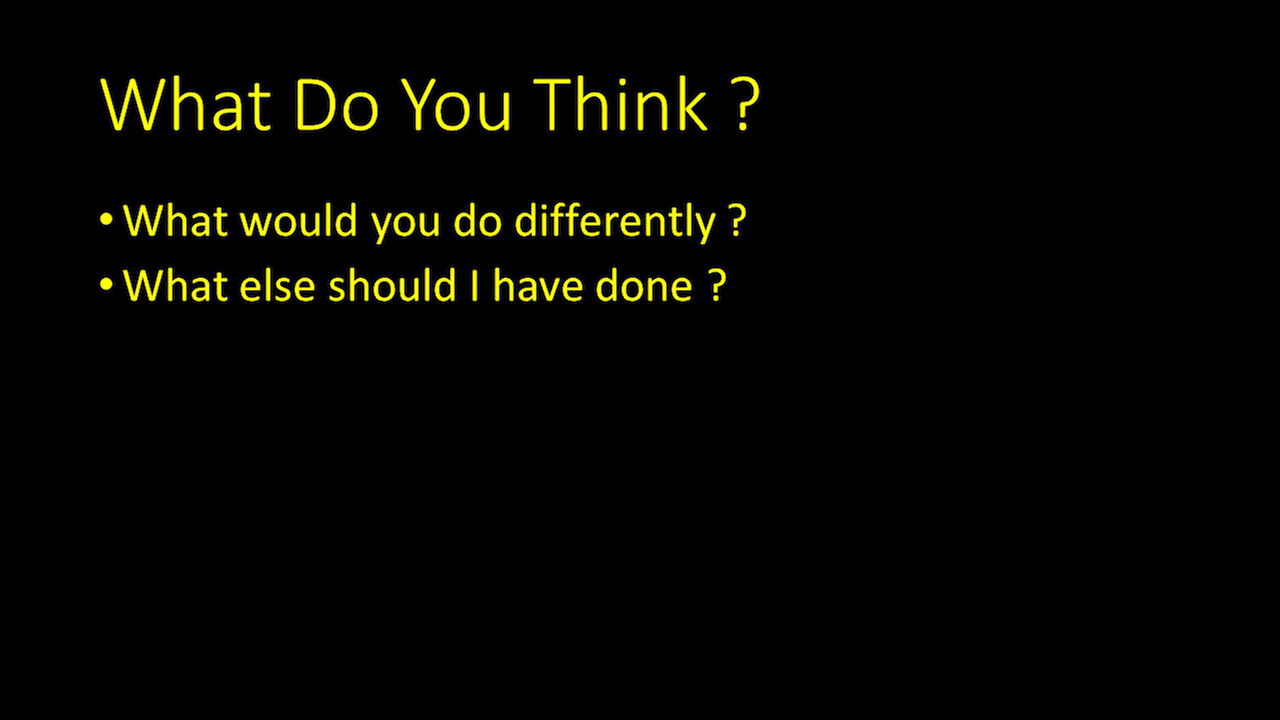 What Do You Think ?
• What would you do differently ?
• What else should I have done ?